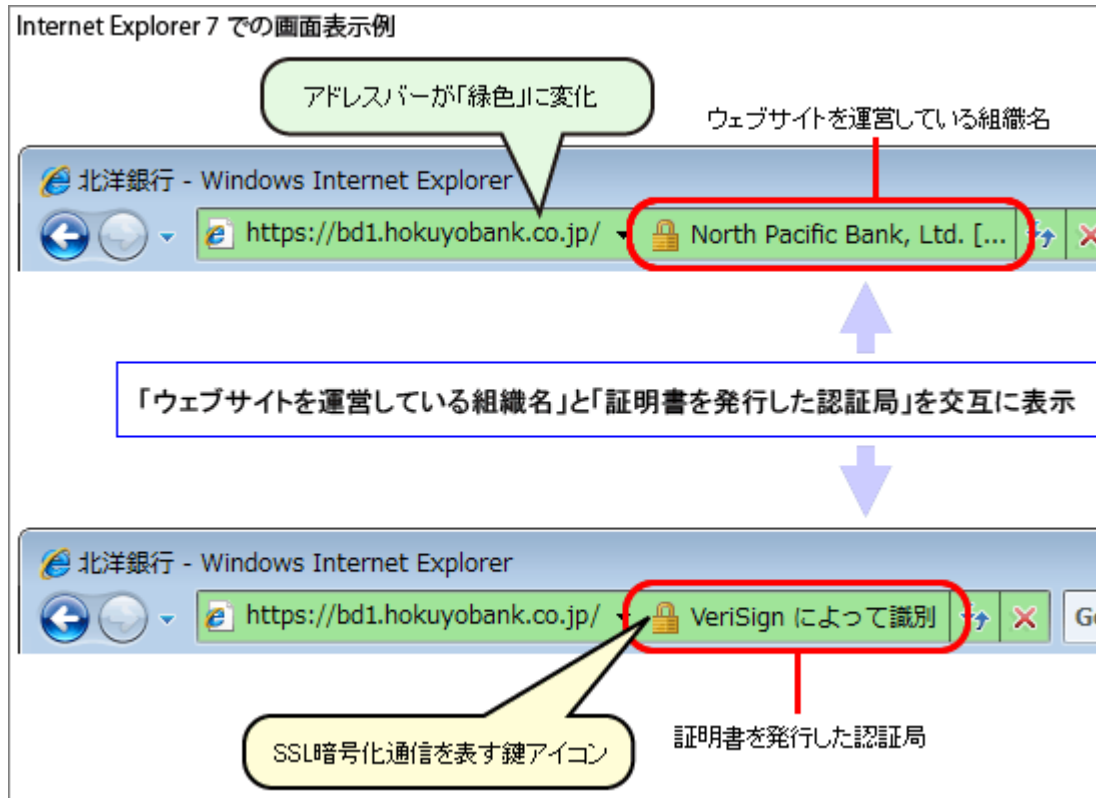 Internet Explorer 7 での画面表示例
アドレスバーが「緑色」に変化
ウェブサイトを運営している組織名
北洋銀行 - Windows Internet Explorer
https://bd1.hokuyobank.co.jp/
North Pacific Bank, Ltd. [...
「ウェブサイトを運営している組織名」と「証明書を発行した認証局」を交互に表示
北洋銀行 - Windows Internet Explorer
https://bd1.hokuyobank.co.jp/
VeriSign によって識別
SSL暗号化通信を表す鍵アイコン
証明書を発行した認証局